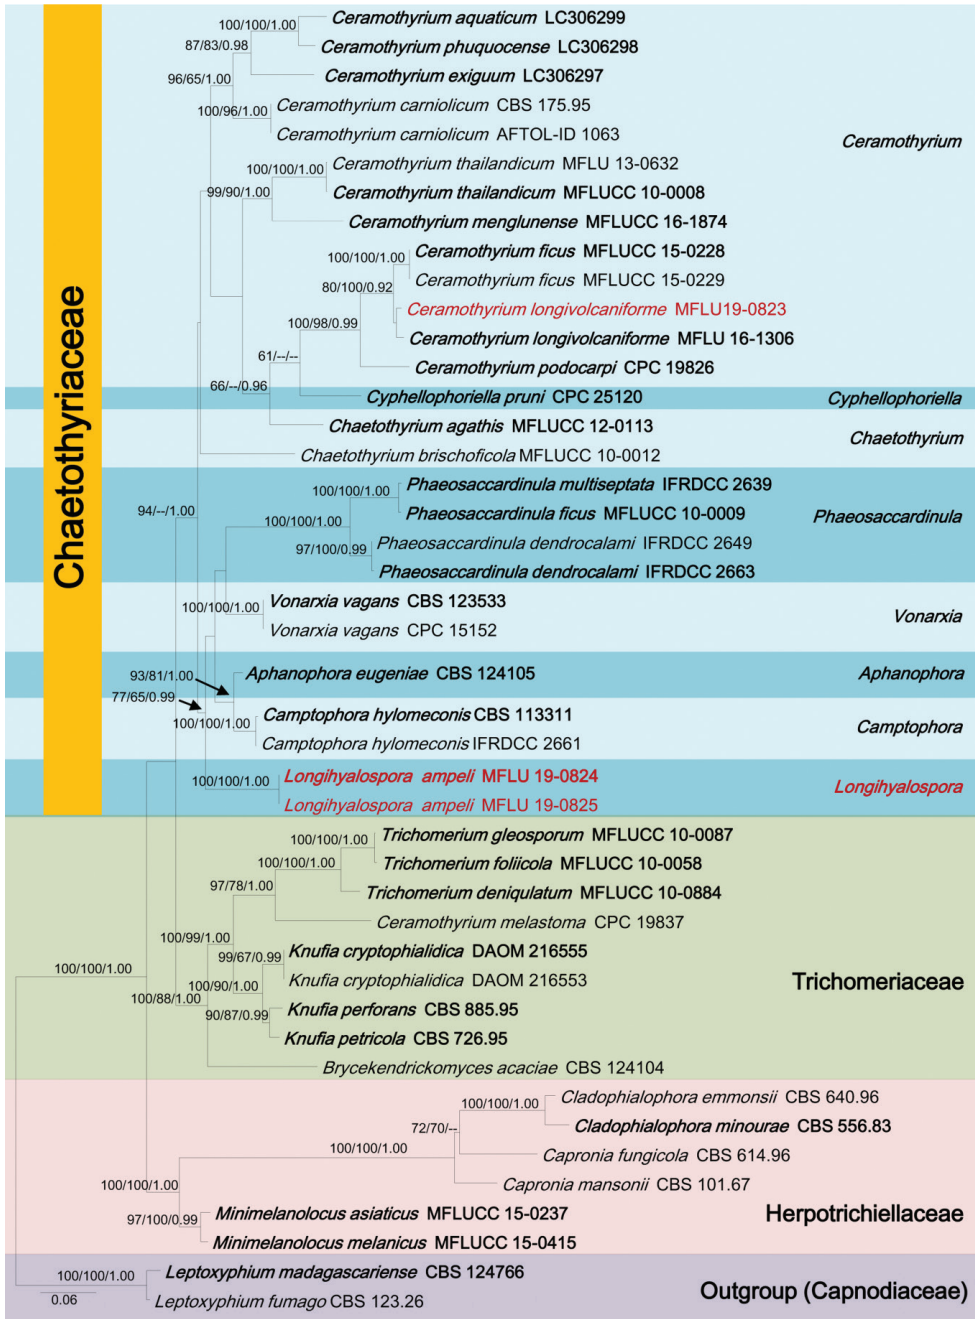 Ceramothyrium aquaticum LC306299
100/100/1.00
87/83/0.98
Ceramothyrium phuquocense LC306298
96/65/1.00
Ceramothyrium exiguum LC306297
Ceramothyrium carniolicum CBS 175.95
100/96/1.00
Ceramothyrium carniolicum AFTOL-ID 1063
Ceramothyrium
Ceramothyrium thailandicum MFLU 13-0632
100/100/1.00
99/90/1.00
Ceramothyrium thailandicum MFLUCC 10-0008
Ceramothyrium menglunense MFLUCC 16-1874
Ceramothyrium ficus MFLUCC 15-0228
100/100/1.00
Ceramothyrium ficus MFLUCC 15-0229
80/100/0.92
Ceramothyrium longivolcaniforme MFLU19-0823
100/98/0.99
Ceramothyrium longivolcaniforme MFLU 16-1306
61/--/--
Ceramothyrium podocarpi CPC 19826
66/--/0.96
Cyphellophoriella pruni CPC 25120
Cyphellophoriella
Chaetothyrium agathis MFLUCC 12-0113
Chaetothyrium
Chaetothyrium brischoficola MFLUCC 10-0012
Chaetothyriaceae
Phaeosaccardinula multiseptata IFRDCC 2639
100/100/1.00
94/--/1.00
Phaeosaccardinula ficus MFLUCC 10-0009
Phaeosaccardinula
100/100/1.00
Phaeosaccardinula dendrocalami IFRDCC 2649
97/100/0.99
Phaeosaccardinula dendrocalami IFRDCC 2663
Vonarxia vagans CBS 123533
100/100/1.00
Vonarxia
Vonarxia vagans CPC 15152
93/81/1.00
Aphanophora eugeniae CBS 124105
Aphanophora
77/65/0.99
Camptophora hylomeconis CBS 113311
100/100/1.00
Camptophora
Camptophora hylomeconis IFRDCC 2661
Longihyalospora ampeli MFLU 19-0824
100/100/1.00
Longihyalospora
Longihyalospora ampeli MFLU 19-0825
Trichomerium gleosporum MFLUCC 10-0087
100/100/1.00
Trichomerium foliicola MFLUCC 10-0058
100/100/1.00
97/78/1.00
Trichomerium deniqulatum MFLUCC 10-0884
Ceramothyrium melastoma CPC 19837
100/99/1.00
Knufia cryptophialidica DAOM 216555
99/67/0.99
100/100/1.00
Knufia cryptophialidica DAOM 216553
Trichomeriaceae
100/90/1.00
100/88/1.00
Knufia perforans CBS 885.95
90/87/0.99
Knufia petricola CBS 726.95
Brycekendrickomyces acaciae CBS 124104
Cladophialophora emmonsii CBS 640.96
100/100/1.00
Cladophialophora minourae CBS 556.83
72/70/--
100/100/1.00
Capronia fungicola CBS 614.96
Capronia mansonii CBS 101.67
100/100/1.00
Minimelanolocus asiaticus MFLUCC 15-0237
Herpotrichiellaceae
97/100/0.99
Minimelanolocus melanicus MFLUCC 15-0415
Leptoxyphium madagascariense CBS 124766
100/100/1.00
Outgroup (Capnodiaceae)
0.06
Leptoxyphium fumago CBS 123.26